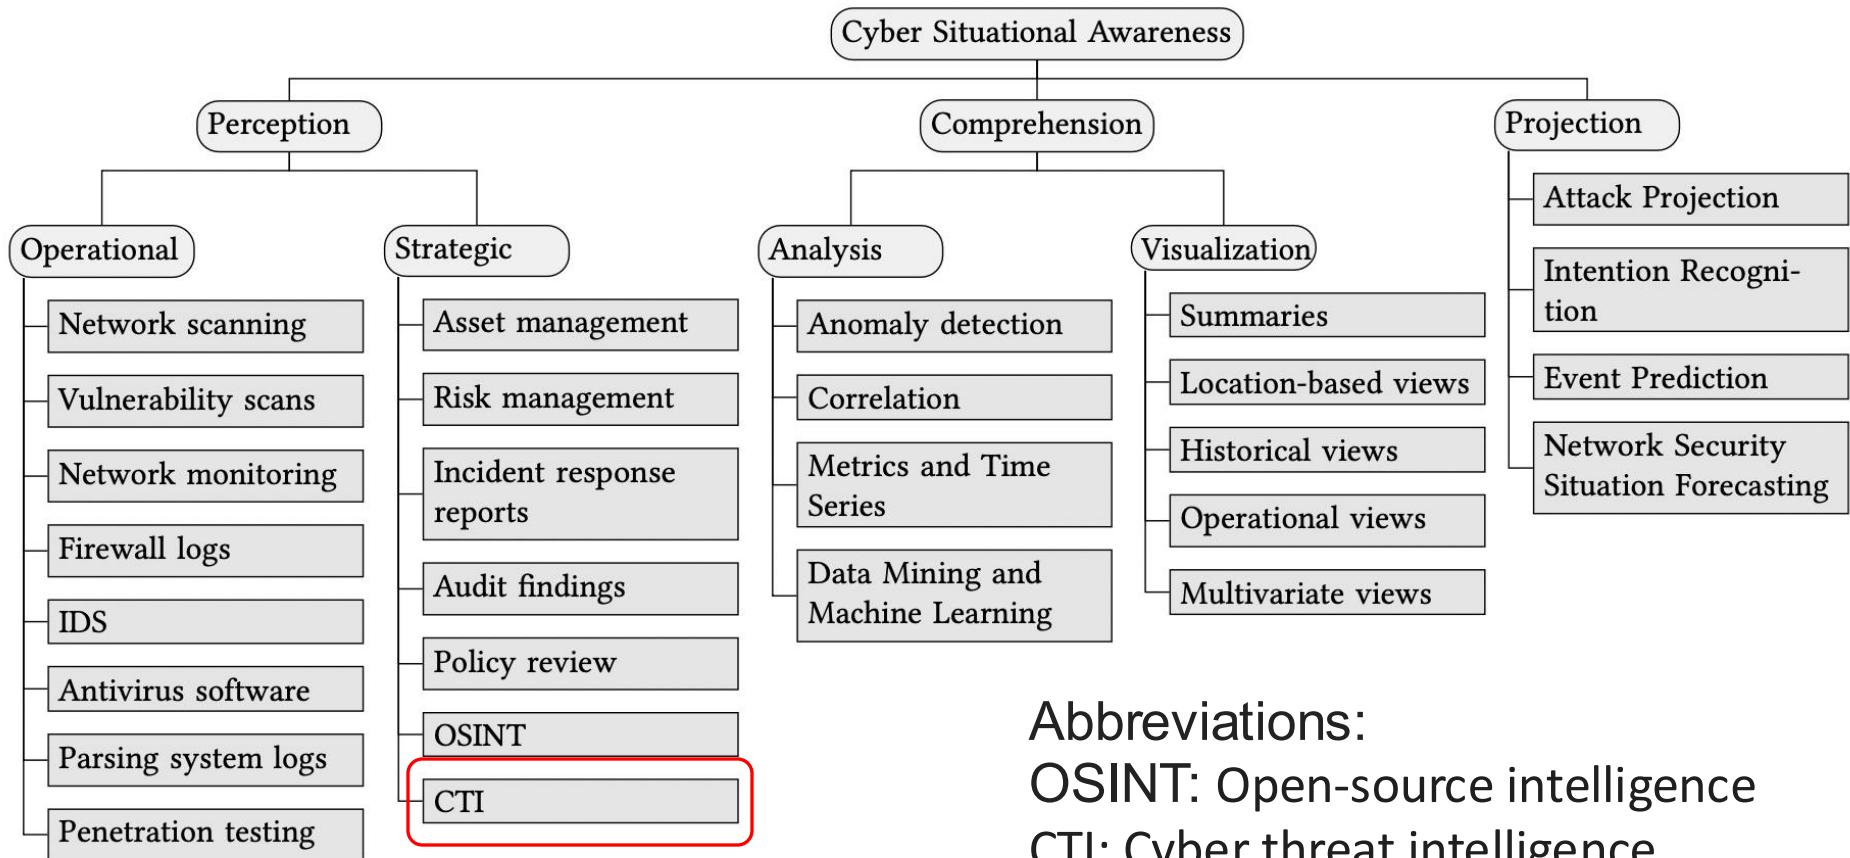 Cyber Situational Awareness
Perception
Comprehension
Projection
Operational
Network scanning
Vulnerability scans
Network monitoring
Firewall logs
IDS
Antivirus software
Parsing system logs
Penetration testing
Strategic
Asset management
Risk management
Incident response
reports
Audit findings
Policy review
OSINT
CTI
Analysis
Anomaly detection
Correlation
Metrics and Time
Series
Data Mining and
Machine Learning
Visualization
Summaries
Location-based views
Historical views
Operational views
Multivariate views
Attack Projection
Intention Recogni-
tion
Event Prediction
Network Security
Situation Forecasting
Abbreviations:
OSINT: Open-source intelligence
CTI: Cyber threat intelligence